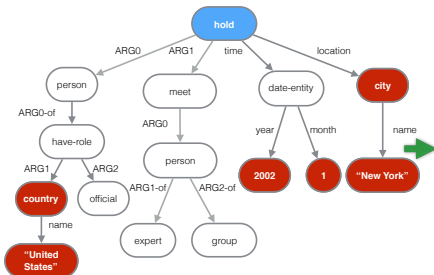 hold
ARG0
ARG1
time
location
person
meet
date-entity
city
ARG0-of
ARG0
year
month
name
have-role
person
2002
1
“New York”
ARG1
ARG2
ARG1-of
ARG2-of
country
official
name
expert
group
“United
States”